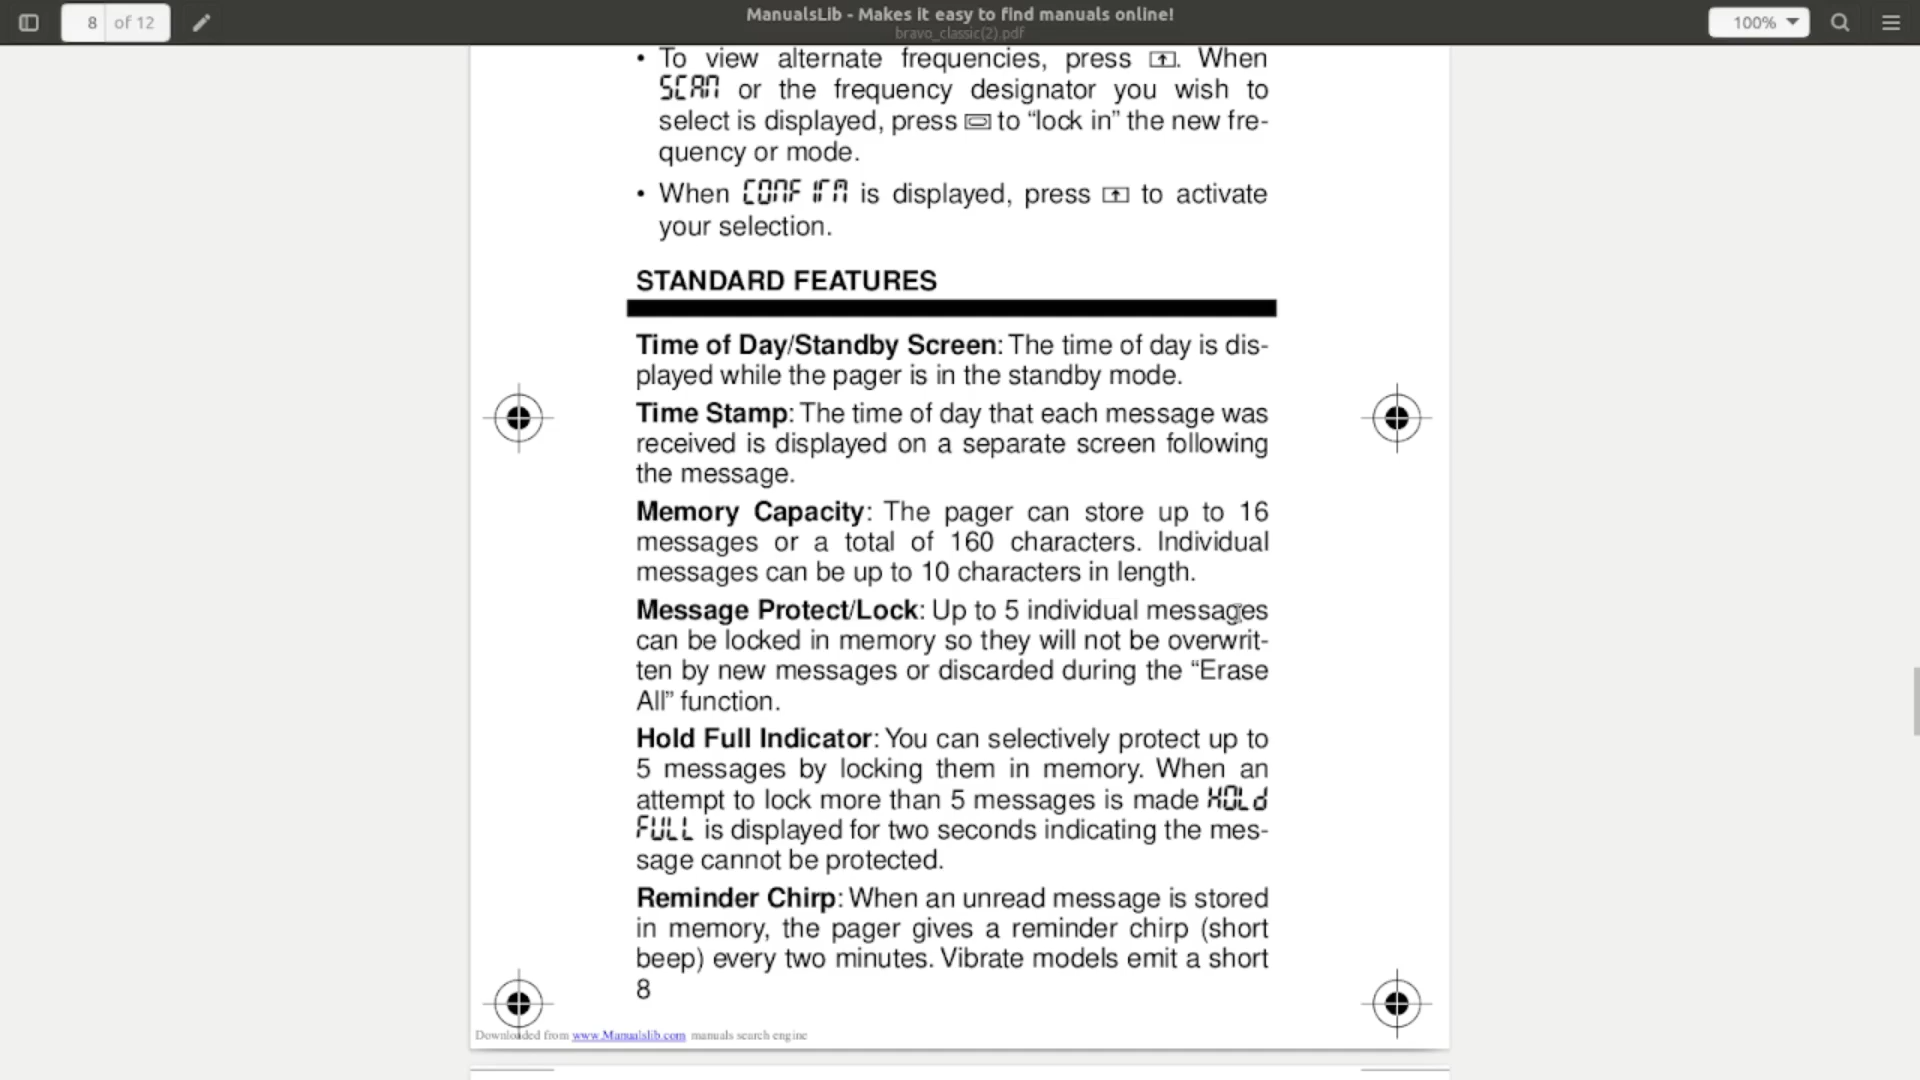 8 of 12
ManualsLib - Makes it easy to find manuals online!
bravo_classic(2).pdf
100%
• To view alternate frequencies, press . When
SCAN or the frequency designator you wish to
select is displayed, press to “lock in” the new fre-
quency or mode.
• When CONFIRM is displayed, press to activate
your selection.
STANDARD FEATURES
Time of Day/Standby Screen: The time of day is dis-
played while the pager is in the standby mode.
Time Stamp: The time of day that each message was
received is displayed on a separate screen following
the message.
Memory Capacity: The pager can store up to 16
messages or a total of 160 characters. Individual
messages can be up to 10 characters in length.
Message Protect/Lock: Up to 5 individual messages
can be locked in memory so they will not be overwrit-
ten by new messages or discarded during the “Erase
All” function.
Hold Full Indicator: You can selectively protect up to
5 messages by locking them in memory. When an
attempt to lock more than 5 messages is made HOLd
FULL is displayed for two seconds indicating the mes-
sage cannot be protected.
Reminder Chirp: When an unread message is stored
in memory, the pager gives a reminder chirp (short
beep) every two minutes. Vibrate models emit a short
8
Downloaded from www.Manualslib.com manuals search engine